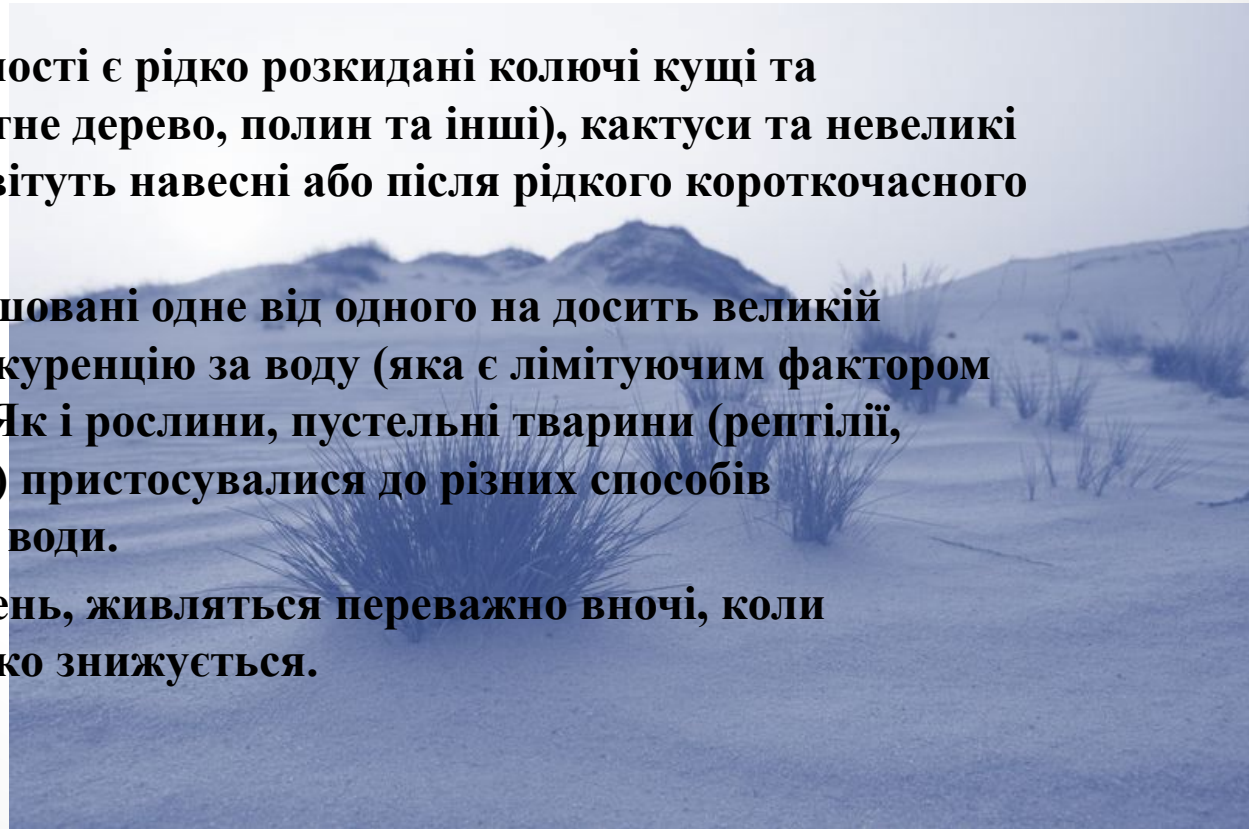 ності є рідко розкидані колючі кущі та
тне дерево, полин та інші), кактуси та невеликі
вітуть навесні або після рідкого короткочасного
шовані одне від одного на досить великій
куренцію за воду (яка є лімітуючим фактором
Як і рослини, пустельні тварини (рептілії,
) пристосувалися до різних способів
води.
ень, живляться переважно вночі, коли
ко знижується.